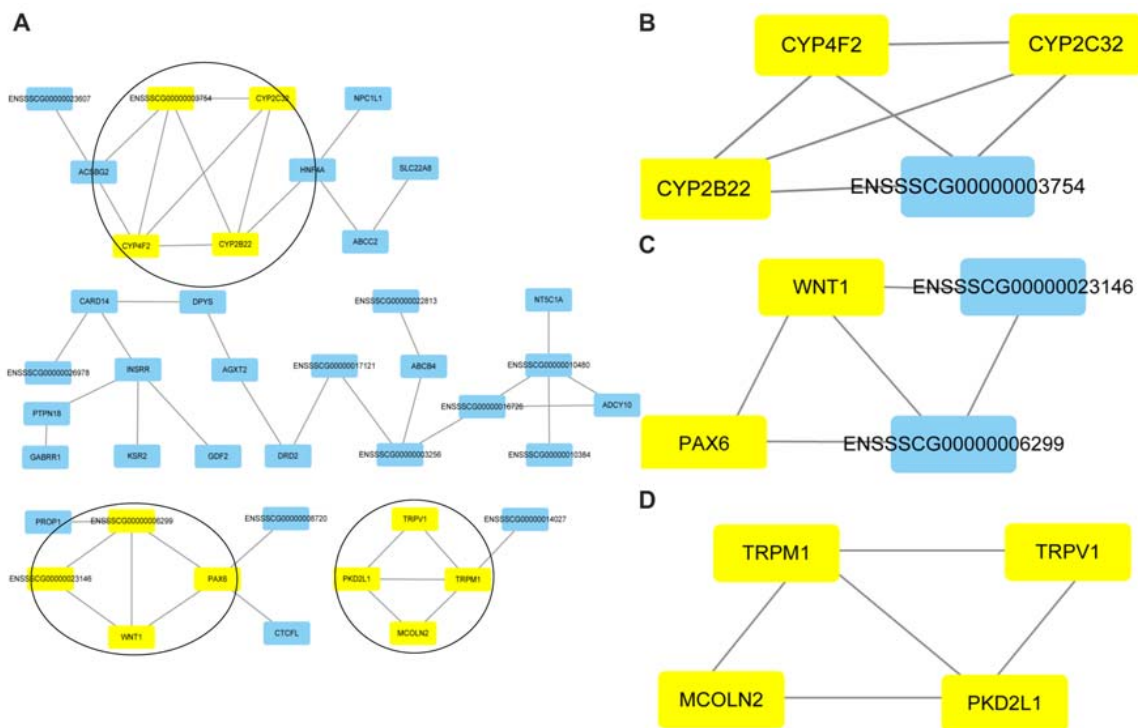 A
ENSSSCG00000023607
ENSSSCG00000003754
CYP2C32
NPC1L1
ACSBG2
HNF4A
SLC22A8
CYP4F2
CYP2B22
ABCC2
CARD14
DPYS
ENSSSCG00000022813
NT5C1A
ENSSSCG00000026978
INSRR
AGXT2
ENSSSCG00000017121
ABCB4
ENSSSCG00000010480
PTPN18
ENSSSCG00000016726
ADCY10
GABRR1
KSR2
GDF2
DRD2
ENSSSCG00000003256
ENSSSCG00000010384
PROP1
ENSSSCG00000006299
ENSSSCG00000008720
TRPV1
ENSSSCG00000014027
ENSSSCG00000023146
PAX6
PKD2L1
TRPM1
WNT1
CTCFL
MCOLN2
B
CYP4F2
CYP2C32
CYP2B22
ENSSSCG00000003754
C
WNT1
ENSSSCG00000023146
PAX6
ENSSSCG00000006299
D
TRPM1
TRPV1
MCOLN2
PKD2L1